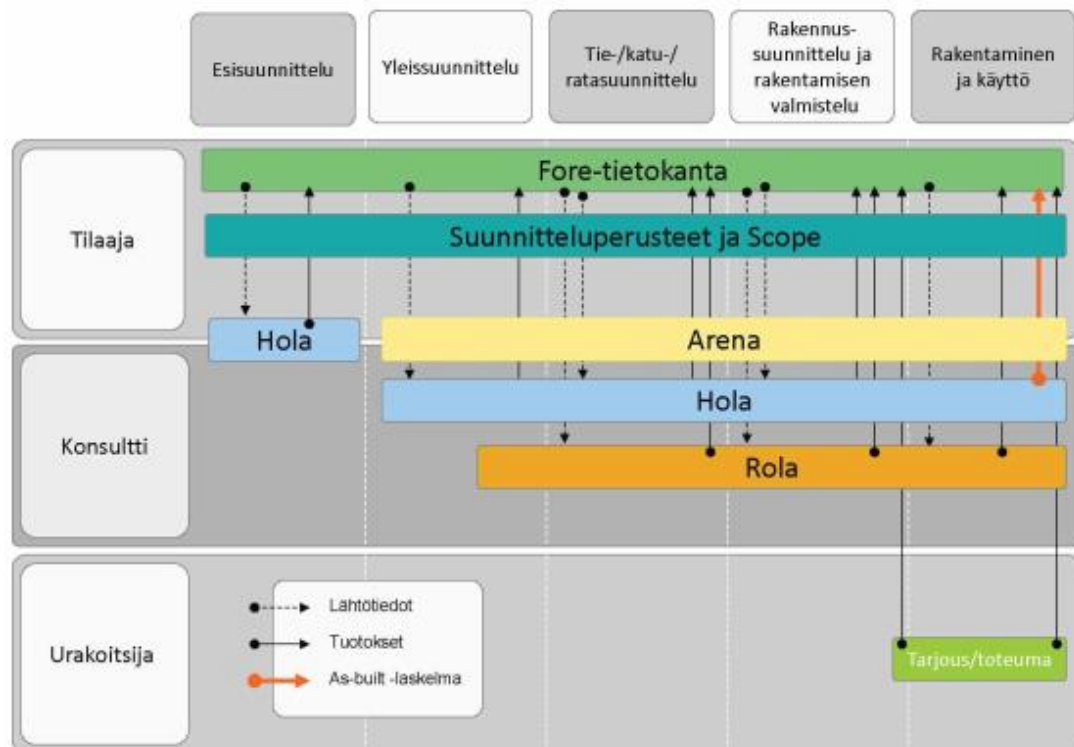 Esisuunnittelu
Yleissuunnittelu
Tie-/katu-/
ratasuunnittelu
Rakennus-
suunnittelu ja
rakentamisen
valmistelu
Rakentaminen
ja käyttö
Tilaaja
Fore-tietokanta
Suunnitteluperusteet ja Scope
Hola
Arena
Konsultti
Hola
Rola
Urakoitsija
Lähtötiedot
Tuotokset
As-built -laskelma
Tarjous/toteuma